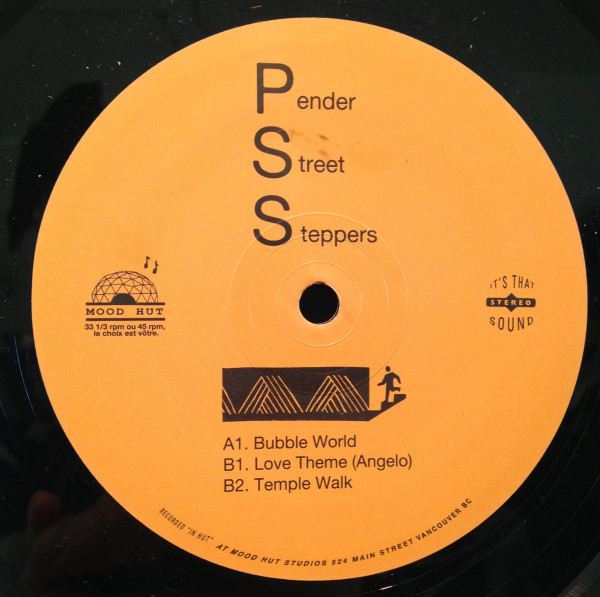 Pender
Street
Steppers
MOOD HUT
33 1/3 rpm ou 45 rpm,
le choix est vôtre.
IT'S THAT
STEREO
SOUND
A1. Bubble World
B1. Love Theme (Angelo)
B2. Temple Walk
RECORDED "IN HUT" AT MOOD HUT STUDIOS 524 MAIN STREET VANCOUVER BC